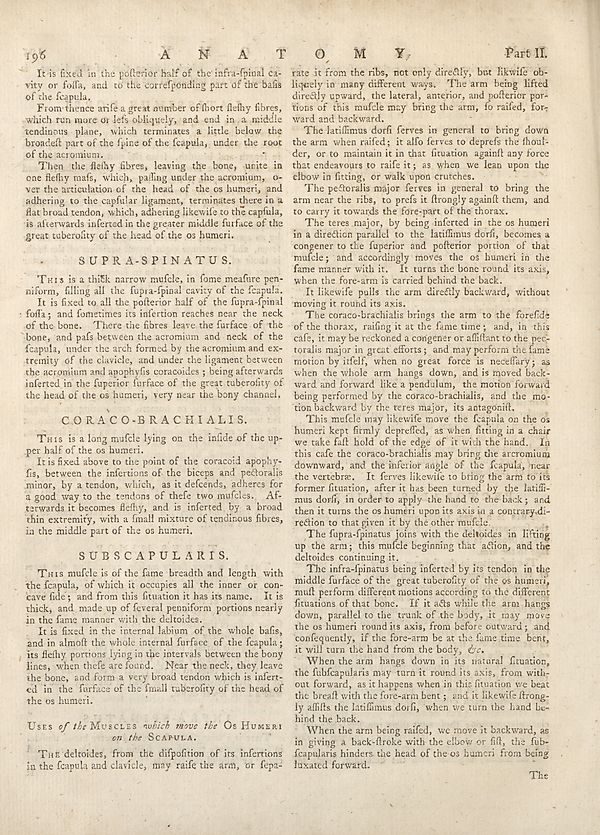 196 A N A T O M Y. Part II.
It is fixed in the posterior half of the infra-spinal ca-
vity or fossa, and to the corresponding part of the basis
of the scapula.
From thence arise a great number of short fleshy fibres,
which run more or less obliquely, and end in a middle
tendinous plane, which terminates a little below the
broadest part of the spine of the scapula, under the root
of the acromium.
Then the fleshy fibres, leaving the bone, unite in
one fleshy mass, which, passing under the acromium, o-
ver the articulation of the head of the os humeri, and
adhering to the capsular ligament, terminates there in a
flat broad tendon, which, adhering likewise to the capsula,
is afterwards inserted in the greater middle surface of the
great tuberosity of the head of the os humeri.
SUPRA-SPINATUS.
This is a thick narrow muscle, in some measure pen-
niform, filling all the supra-spinal cavity of the scapula.
It is fixed to all the posterior half of the supra-spinal
fossa; and sometimes its insertion reaches near the neck
of the bone. There the fibres leave the surface of the
bone, and pass between the acromium and neck of the
scapula, under the arch formed by the acromium and ex-
tremity of the clavicle, and under the ligament between
the acromium and apophysis coracoides; being afterwards
inserted in the superior surface of the great tuberosity of
the head of the os humeri, very near the bony channel.
CORACO-BRACHIALIS.
This is a long muscle lying on the inside of the up-
per half of the os humeri.
It is fixed above to the point of the coracoid apophy-
sis, between the insertions of the biceps and pectoralis
minor, by a tendon, which, as it descends, adheres for
a good way to the tendons of these two muscles. Af-
terwards it becomes fleshy, and is inserted by a broad
thin extremity, with a small mixture of tendinous fibres,
in the middle part of the os humeri.
SUBSCAPULARIS.
This muscle is of the same breadth and length with
the scapula, of which it occupies all the inner or con-
cave side; and from this situation it has its name. It is
thick, and made up of several penniform portions nearly
in the same manner with the deltoides.
It is fixed in the internal labium of the whole basis,
and in almost the whole internal surface of the scapula;
its fleshy portions lying in the intervals between the bony
lines, when these are found. Near the neck, they leave
the bone, and form a very broad tendon which is insert-
ed in the surface of the small tuberosity of the head of
the os humeri.
Uses of the Muscles which move the Os Humeri
on the Scapula.
The deltoides, from the disposition of its insertions
in the scapula and clavicle, may raise the arm, or sepa-
rate it from the ribs, not only directly, but likwise ob-
liquely in many different ways. The arm being lifted
directly upward, the lateral, anterior, and posterior por-
tions of this muscle may bring the arm, so raised, for-
ward and backward.
The latissimus dorsi serves in general to bring down
the arm when raised; it also serves to depress the shoul-
der, or to maintain it in that situation against any force
that endeavours to raise it; as when we lean upon the
elbow in sitting, or walk upon crutches.
The pectoralis major serves in general to bring the
arm near the ribs, to press it strongly against them, and
to carry it towards the fore-part of the thorax.
The teres major, by being inserted in the os humeri
in a direction parallel to the latissimus dorsi, becomes a
congener to the superior and posterior portion of that
muscle; and accordingly moves the os humeri in the
same manner with it. It turns the bone round its axis,
when the fore-arm is carried behind the back.
It likewise pulls the arm directly backward, without
moving it round its axis.
The coraco-brachialis brings the arm to the foreside
of the thorax, raising it at the same time; and, in this
case, it may be reckoned a congener or assistant to the pec-
toralis major in great efforts; and may perform the same
motion by itself, when no great force is necessary; as
when the whole arm hangs down, and is moved back-
ward and forward like a pendulum, the motion forward
being performed by the coraco-brachialis, and the mo-
tion backward by the teres major, its antagonist.
This muscle may likewise move the scapula on the os
humeri kept firmly depressed, as when sitting in a chair
we take fast hold of the edge of it with the hand. In
this case the coraco-brachialis may bring the arcromium
downward, and the inferior angle of the scapula, near
the vertebræ. It serves likewise to bring the arm to its
former situation, after it has been turned by the latissi-
mus dorsi, in order to apply the hand to the back; and
then it turns the os humeri upon its axis in a contrary di-
rection to that given it by the other muscle.
The supra-spinatus joins with the deltoides in lifting
up the arm; this muscle beginning that action, and the
deltoides continuing it.
The infra-spinatus being inserted by its tendon in the
middle surface of the great tuberosity of the os humeri,
must perform different motions according to the different
situations of that bone. If it acts while the arm hangs
down, parallel to the trunk of the body, it may move
the os humeri round its axis, from before outward; and
consequently, if the fore-arm be at the same time bent,
it will turn the hand from the body, &c.
When the arm hangs down in its natural situation,
the subscapularis may turn it round its axis, from with-
out forward, as it happens when in this situation we beat
the breast with the fore-arm bent; and it likewise strong-
ly assists the latissimus dorsi, when we turn the hand be-
hind the back.
When the arm being raised, we move it backward, as
in giving a back-stroke with the elbow or fist, the sub-
scapularis hinders the head of the os humeri from being
luxated forward.
The